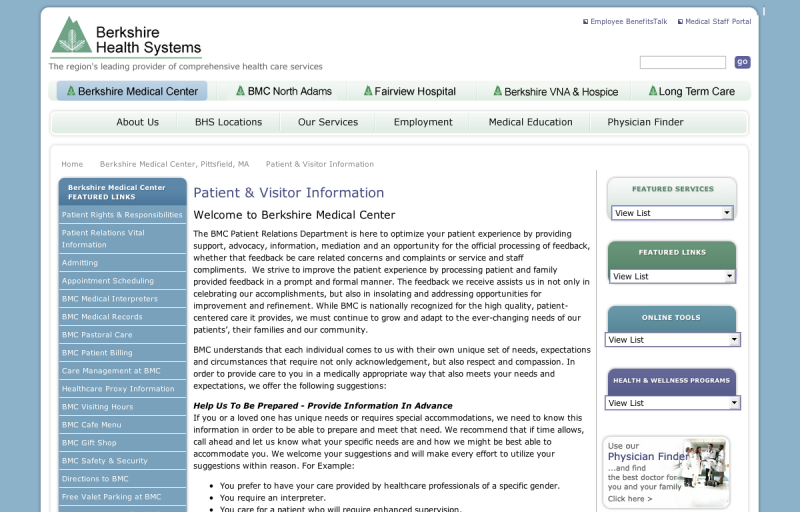 Employee BenefitsTalk
Medical Staff Portal
Berkshire
Health Systems
The region's leading provider of comprehensive health care services
go
Berkshire Medical Center
BMC North Adams
Fairview Hospital
Berkshire VNA & Hospice
Long Term Care
About Us
BHS Locations
Our Services
Employment
Medical Education
Physician Finder
Home
Berkshire Medical Center, Pittsfield, MA
Patient & Visitor Information
Berkshire Medical Center
FEATURED LINKS
Patient Rights & Responsibilities
Patient Relations Vital
Information
Admitting
Appointment Scheduling
BMC Medical Interpreters
BMC Medical Records
BMC Pastoral Care
BMC Patient Billing
Care Management at BMC
Healthcare Proxy Information
BMC Visiting Hours
BMC Cafe Menu
BMC Gift Shop
BMC Safety & Security
Directions to BMC
Free Valet Parking at BMC
Patient & Visitor Information
Welcome to Berkshire Medical Center
The BMC Patient Relations Department is here to optimize your patient experience by providing
support, advocacy, information, mediation and an opportunity for the official processing of feedback,
whether that feedback be care related concerns and complaints or service and staff
compliments.  We strive to improve the patient experience by processing patient and family
provided feedback in a prompt and formal manner. The feedback we receive assists us in not only in
celebrating our accomplishments, but also in insolating and addressing opportunities for
improvement and refinement. While BMC is nationally recognized for the high quality, patient-
centered care it provides, we must continue to grow and adapt to the ever-changing needs of our
patients', their families and our community.
BMC understands that each individual comes to us with their own unique set of needs, expectations
and circumstances that require not only acknowledgement, but also respect and compassion. In
order to provide care to you in a medically appropriate way that also meets your needs and
expectations, we offer the following suggestions:
Help Us To Be Prepared - Provide Information In Advance
If you or a loved one has unique needs or requires special accommodations, we need to know this
information in order to be able to prepare and meet that need. We recommend that if time allows,
call ahead and let us know what your specific needs are and how we might be best able to
accommodate you. We welcome your suggestions and will make every effort to utilize your
suggestions within reason. For Example:
• You prefer to have your care provided by healthcare professionals of a specific gender.
• You require an interpreter.
• You care for a patient who will require enhanced supervision.
FEATURED SERVICES
View List
FEATURED LINKS
View List
ONLINE TOOLS
View List
HEALTH & WELLNESS PROGRAMS
View List
Use our
Physician Finder
...and find
the best doctor for
you and your family
Click here >